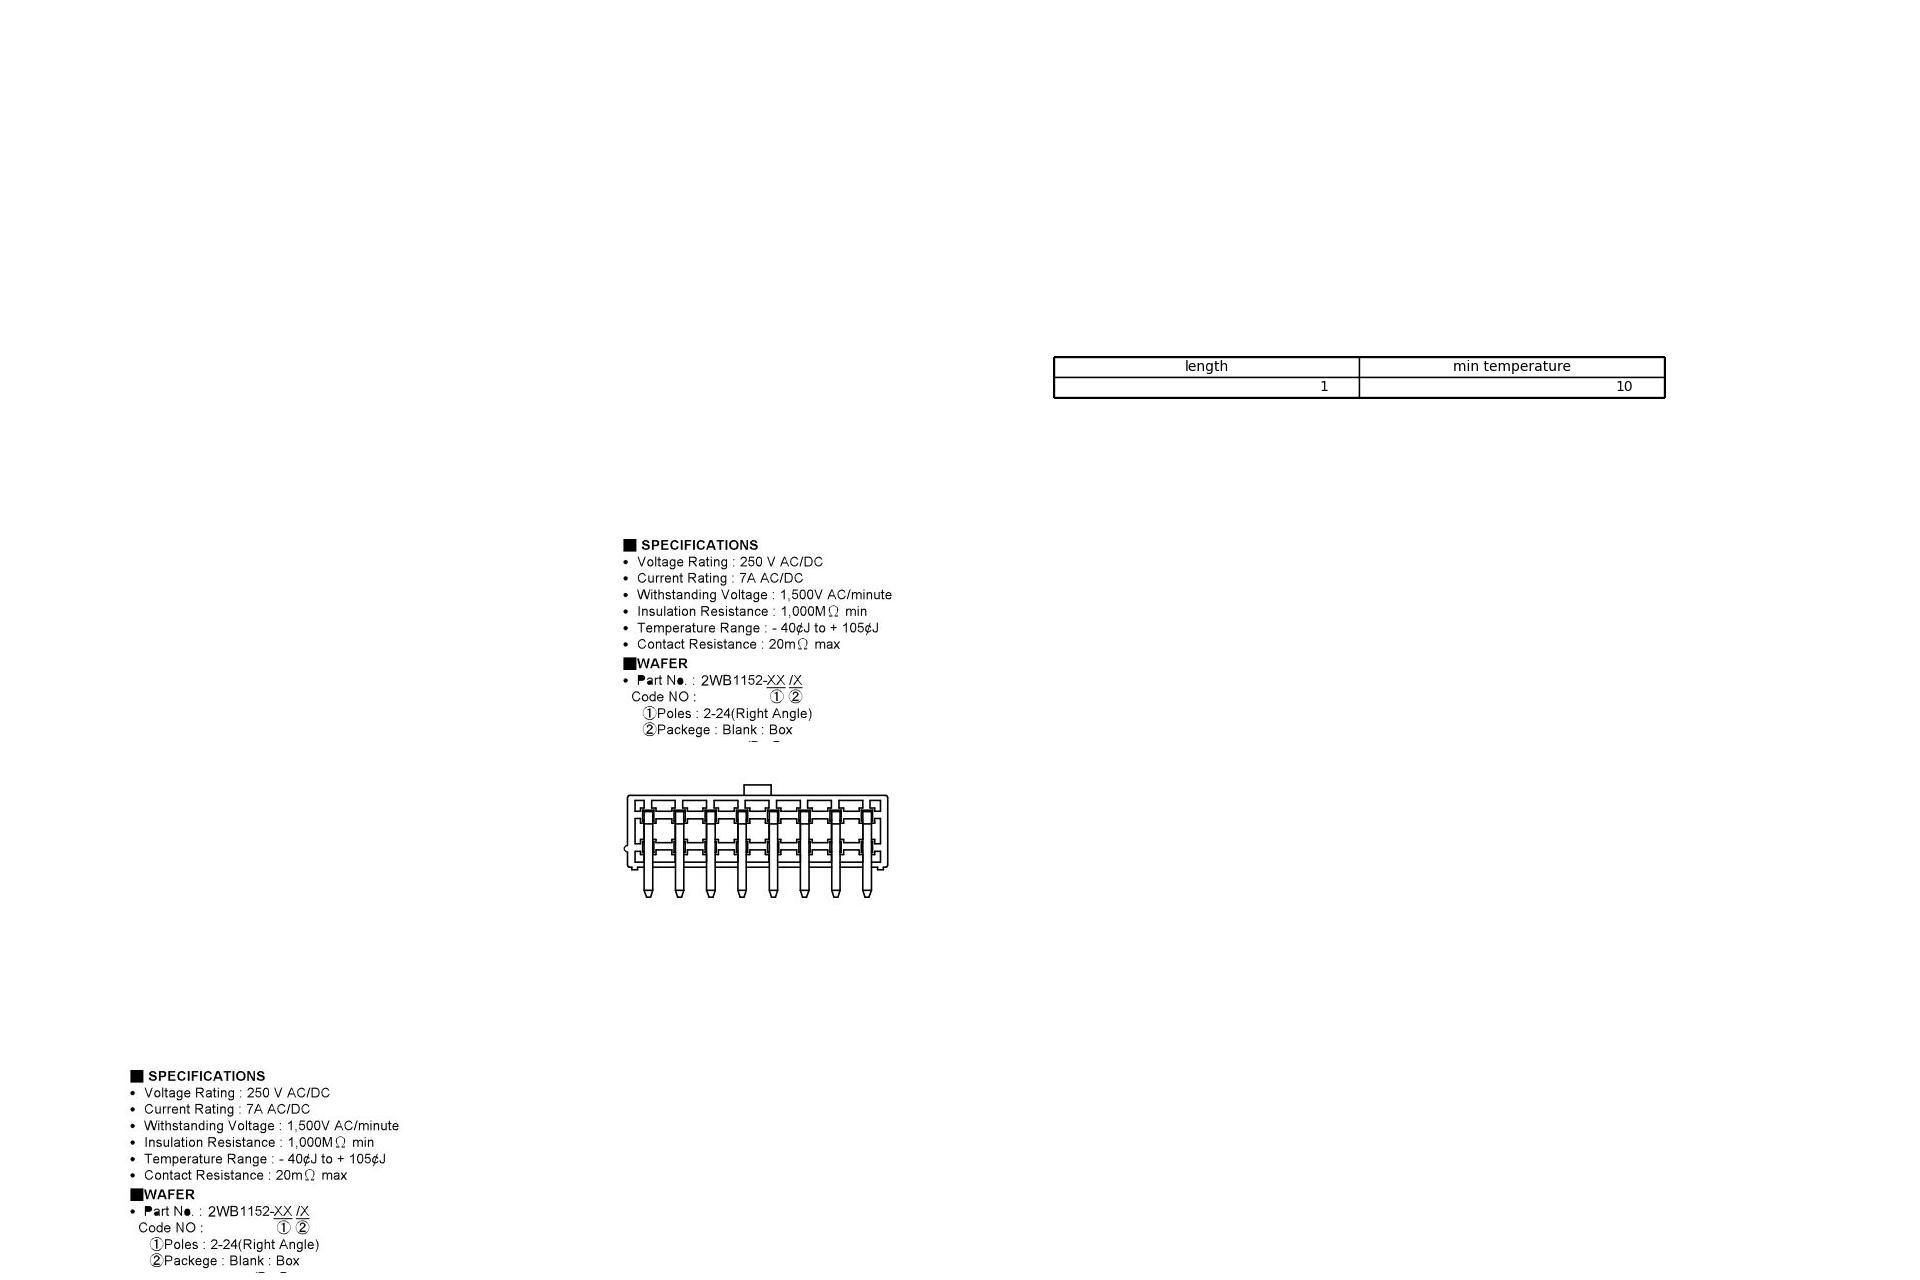 length min temperature
1 10
■ SPECIFICATIONS
• Voltage Rating : 250 V AC/DC
• Current Rating : 7A AC/DC
• Withstanding Voltage : 1,500V AC/minute
• Insulation Resistance : 1,000MΩ min
• Temperature Range : - 40¢J to + 105¢J
• Contact Resistance : 20mΩ max
■WAFER
• Part No. : 2WB1152-XX /X
Code NO : ① ②
①Poles : 2-24(Right Angle)
②Packege : Blank : Box
■ SPECIFICATIONS
• Voltage Rating : 250 V AC/DC
• Current Rating : 7A AC/DC
• Withstanding Voltage : 1,500V AC/minute
• Insulation Resistance : 1,000MΩ min
• Temperature Range : - 40¢J to + 105¢J
• Contact Resistance : 20mΩ max
■WAFER
• Part No. : 2WB1152-XX /X
Code NO : ① ②
①Poles : 2-24(Right Angle)
②Packege : Blank : Box